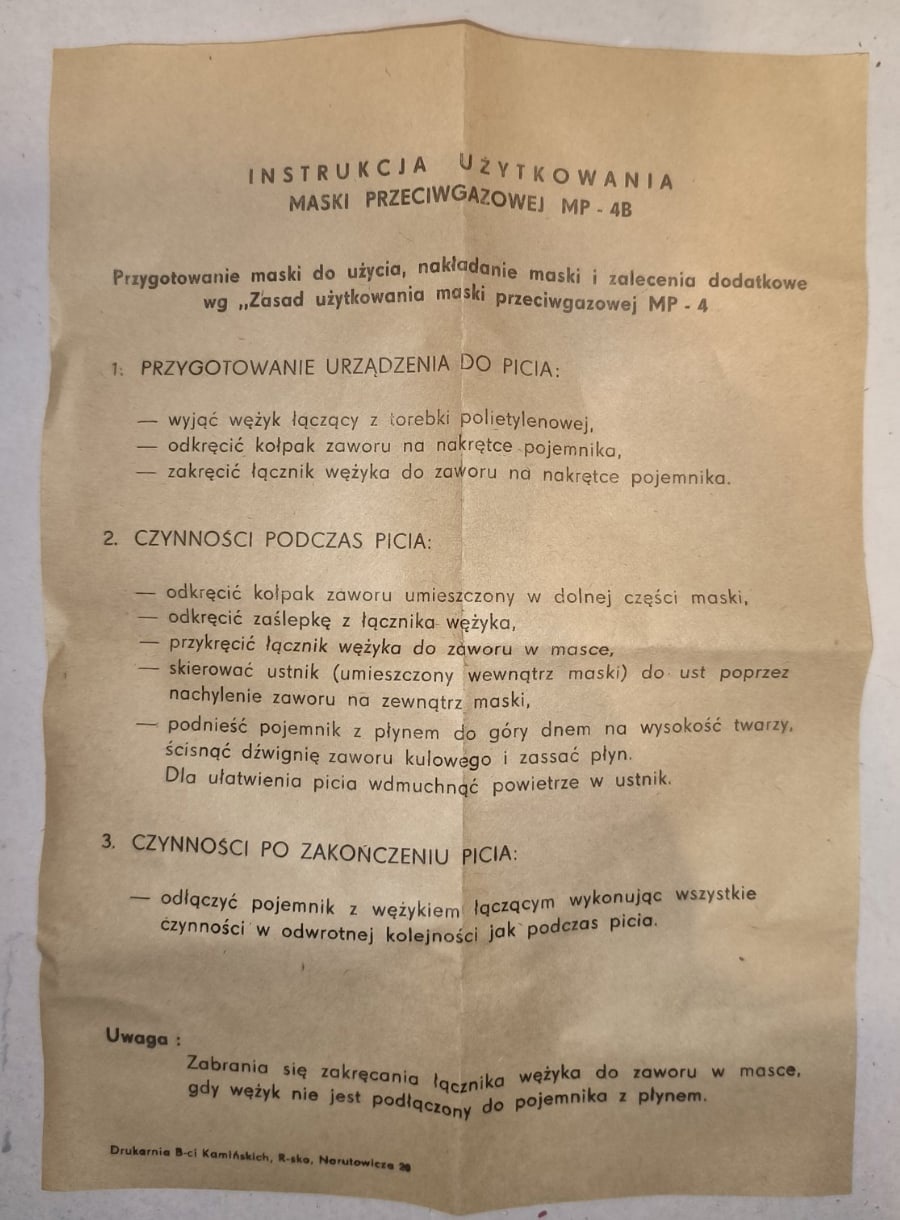 INSTRUKCJA UŻYTKOWANIA
MASKI PRZECIWGAZOWEJ MP - 4B
Przygotowanie maski do użycia, nakładanie maski i zalecenia dodatkowe
wg „Zasad użytkowania maski przeciwgazowej MP - 4
1. PRZYGOTOWANIE URZĄDZENIA DO PICIA:
— wyjąć wężyk łączący z torebki polietylenowej,
— odkręcić kołpak zaworu na nakrętce pojemnika,
— zakręcić łącznik wężyka do zaworu na nakrętce pojemnika.
2. CZYNNOŚCI PODCZAS PICIA:
— odkręcić kołpak zaworu umieszczony w dolnej części maski,
— odkręcić zaślepkę z łącznika wężyka,
— przykręcić łącznik wężyka do zaworu w masce,
— skierować ustnik (umieszczony wewnątrz maski) do ust poprzez
nachylenie zaworu na zewnątrz maski,
— podnieść pojemnik z płynem do góry dnem na wysokość twarzy,
ścisnąć dźwignię zaworu kulowego i zassać płyn.
Dla ułatwienia picia wdmuchnąć powietrze w ustnik.
3. CZYNNOŚCI PO ZAKOŃCZENIU PICIA:
— odłączyć pojemnik z wężykiem łączącym wykonując wszystkie
czynności w odwrotnej kolejności jak podczas picia.
Uwaga :
Zabrania się zakręcania łącznika wężyka do zaworu w masce,
gdy wężyk nie jest podłączony do pojemnika z płynem.
Drukarnia B-ci Kamińskich, R-sko, Narutowicza 20